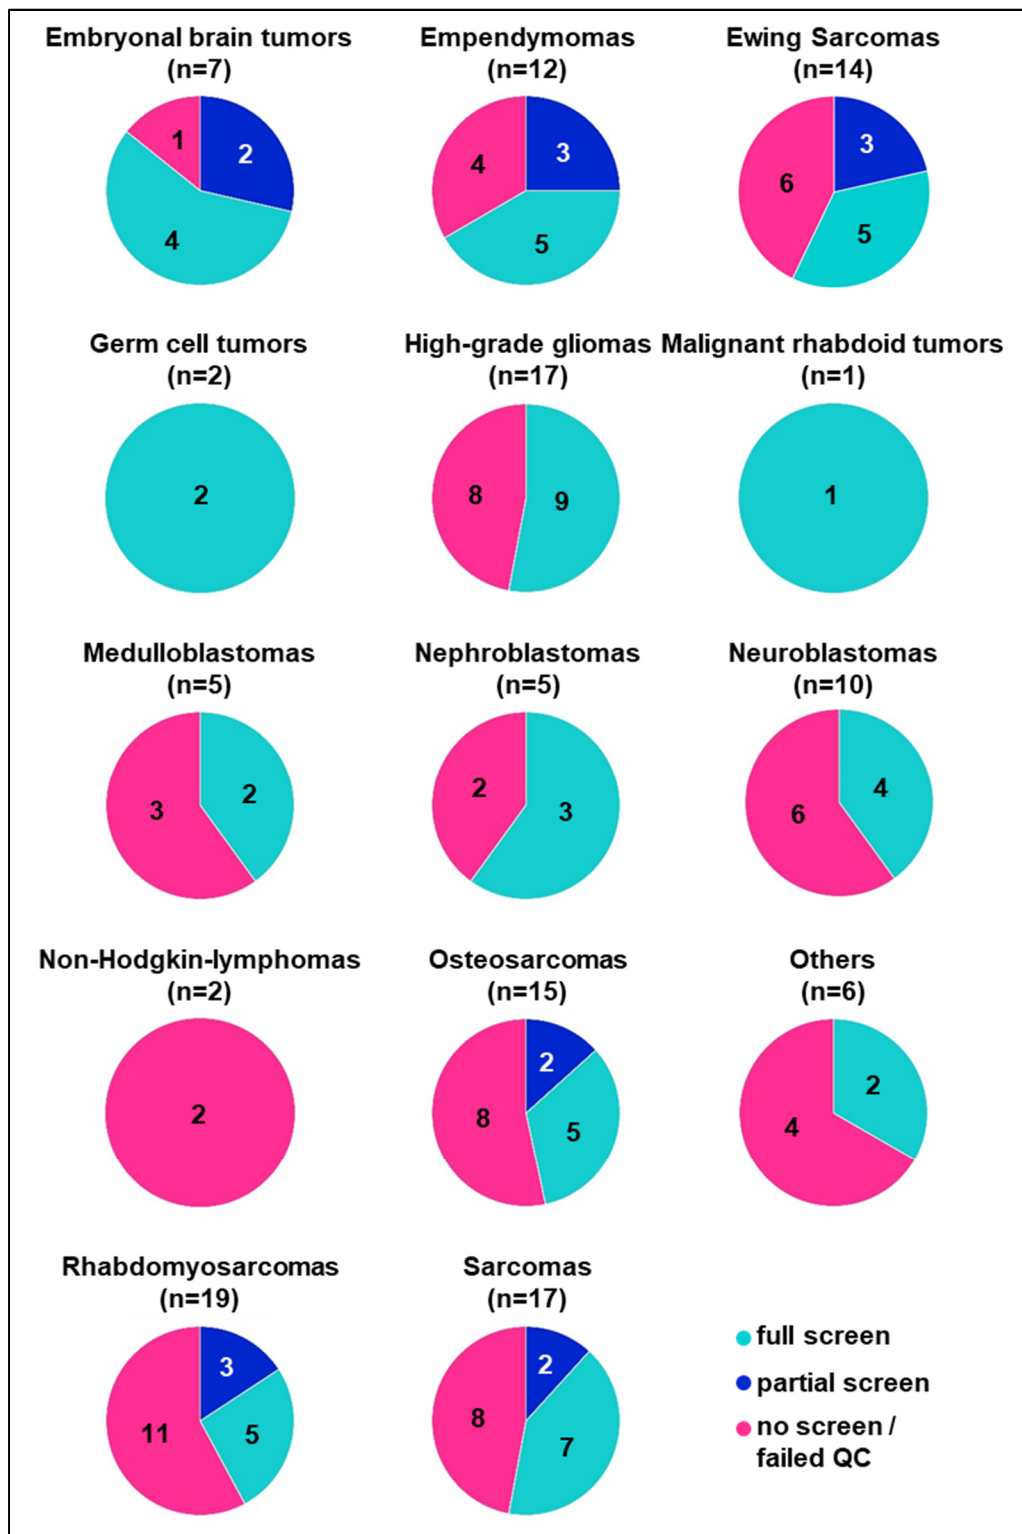 Embryonal brain tumors
(n=7)
1
2
4
Empendymomas
(n=12)
4
3
5
Ewing Sarcomas
(n=14)
3
6
5
Germ cell tumors
(n=2)
2
High-grade gliomas
(n=17)
8
9
Malignant rhabdoid tumors
(n=1)
1
Medulloblastomas
(n=5)
3
2
Nephroblastomas
(n=5)
2
3
Neuroblastomas
(n=10)
6
4
Non-Hodgkin-lymphomas
(n=2)
2
Osteosarcomas
(n=15)
2
8
5
Others
(n=6)
2
4
Rhabdomyosarcomas
(n=19)
3
11
5
Sarcomas
(n=17)
2
8
7
full screen
partial screen
no screen /
failed QC